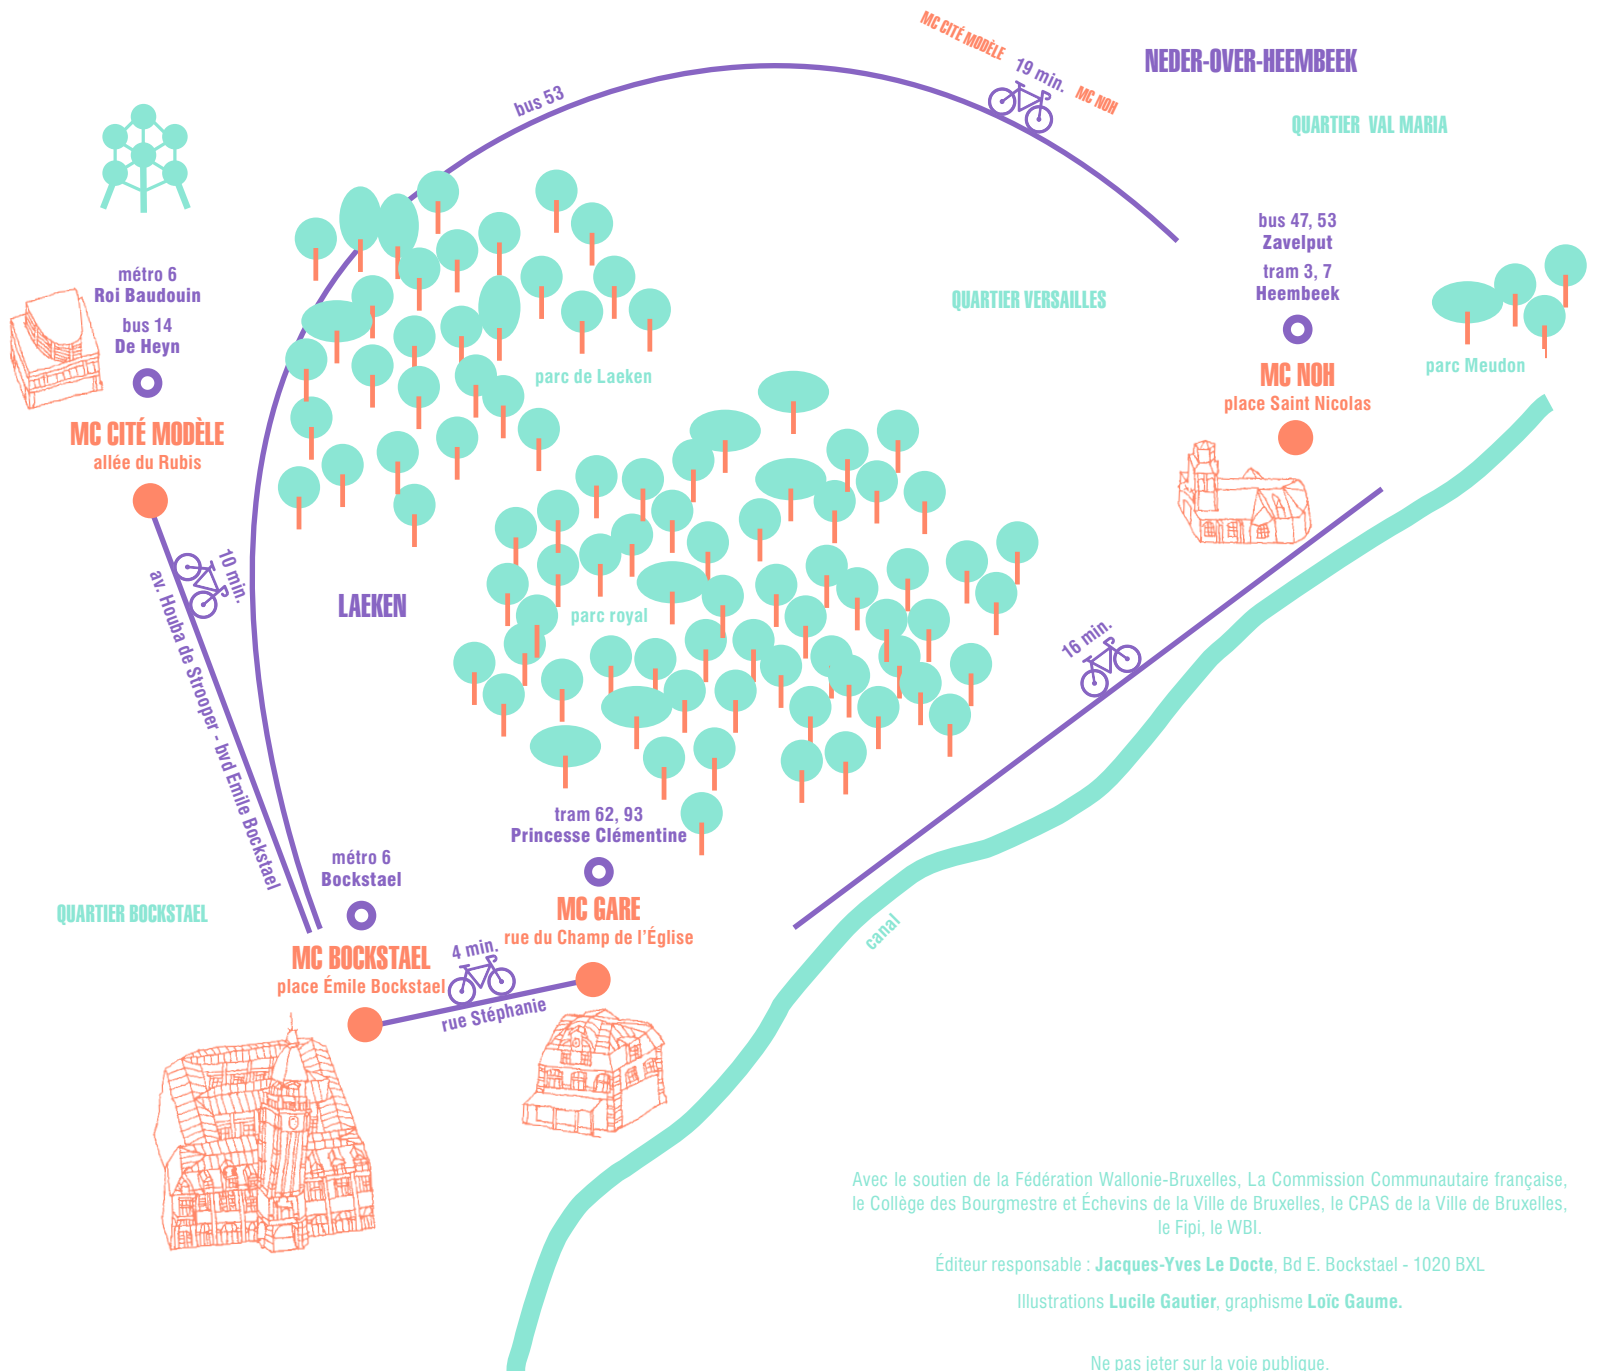 MC CITÉ MODÈLE
19 min.
MC NOH
NEDER-OVER-HEEMBEEK
bus 53
QUARTIER VAL MARIA
bus 47, 53
Zavelput
tram 3, 7
Heembeek
métro 6
Roi Baudouin
bus 14
De Heyn
QUARTIER VERSAILLES
parc Meudon
parc de Laeken
MC NOH
place Saint Nicolas
MC CITÉ MODÈLE
allée du Rubis
10 min.
av. Houba de Strooper - bvd Emile Bockstael
LAEKEN
parc royal
16 min.
tram 62, 93
Princesse Clémentine
métro 6
Bockstael
QUARTIER BOCKSTAEL
MC GARE
rue du Champ de l'Église
canal
MC BOCKSTAEL
place Émile Bockstael
4 min.
rue Stéphanie
Avec le soutien de la Fédération Wallonie-Bruxelles, La Commission Communautaire française,
le Collège des Bourgmestre et Échevins de la Ville de Bruxelles, le CPAS de la Ville de Bruxelles,
le Fipi, le WBI.
Éditeur responsable : Jacques-Yves Le Docte, Bd E. Bockstael - 1020 BXL
Illustrations Lucile Gautier, graphisme Loïc Gaume.
Ne pas jeter sur la voie publique.